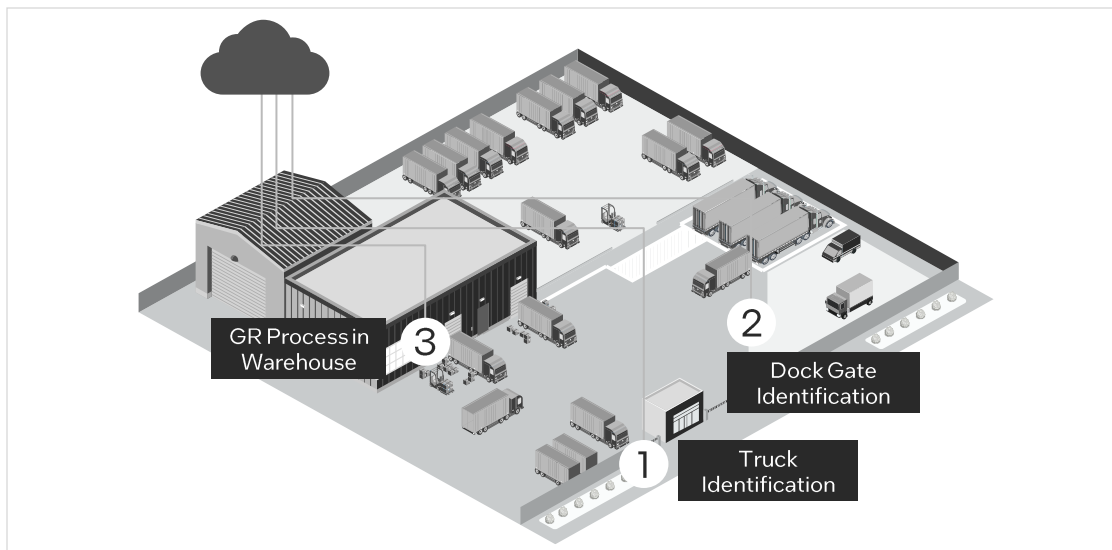 2
Dock Gate
Identification
GR Process in
Warehouse
3
1
Truck
Identification